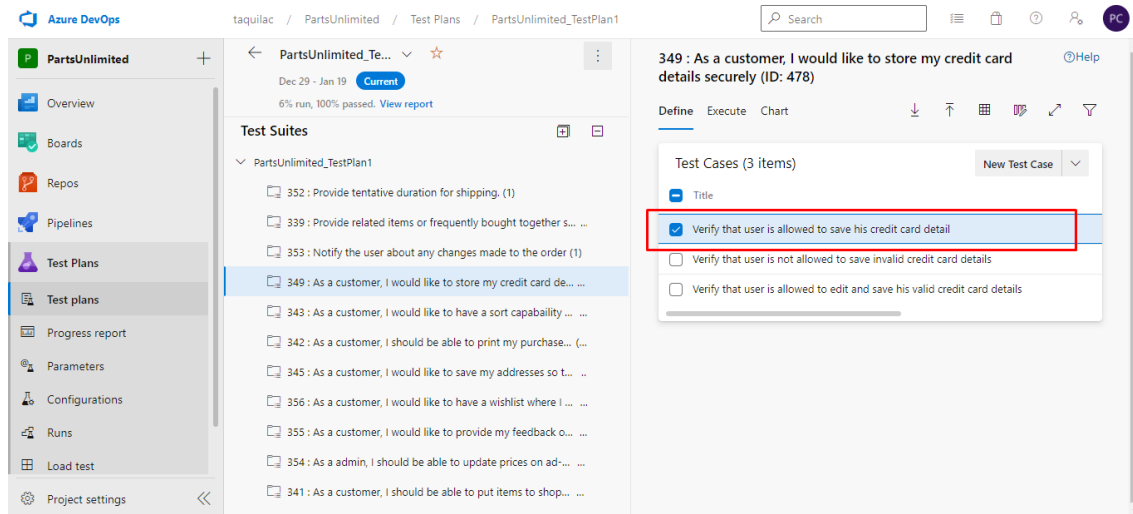 Azure DevOps
taquilac / PartsUnlimited / Test Plans / PartsUnlimited_TestPlan1
Search
PC
P PartsUnlimited
Overview
Boards
Repos
Pipelines
Test Plans
Test plans
Progress report
Parameters
Configurations
Runs
Load test
Project settings
PartsUnlimited_Te...
Dec 29 - Jan 19 Current
6% run, 100% passed. View report
Test Suites
PartsUnlimited_TestPlan1
352 : Provide tentative duration for shipping. (1)
339 : Provide related items or frequently bought together s... ...
353 : Notify the user about any changes made to the order (1)
349 : As a customer, I would like to store my credit card de... ...
343 : As a customer, I would like to have a sort capabaility ... ...
342 : As a customer, I should be able to print my purchase... (...
345 : As a customer, I would like to save my addresses so t... ..
356 : As a customer, I would like to have a wishlist where I ... ...
355 : As a customer, I would like to provide my feedback o... ...
354 : As a admin, I should be able to update prices on ad-... ...
341 : As a customer, I should be able to put items to shop... ...
349 : As a customer, I would like to store my credit card
details securely (ID: 478)
Help
Define Execute Chart
Test Cases (3 items)
New Test Case
Title
Verify that user is allowed to save his credit card detail
Verify that user is not allowed to save invalid credit card details
Verify that user is allowed to edit and save his valid credit card details